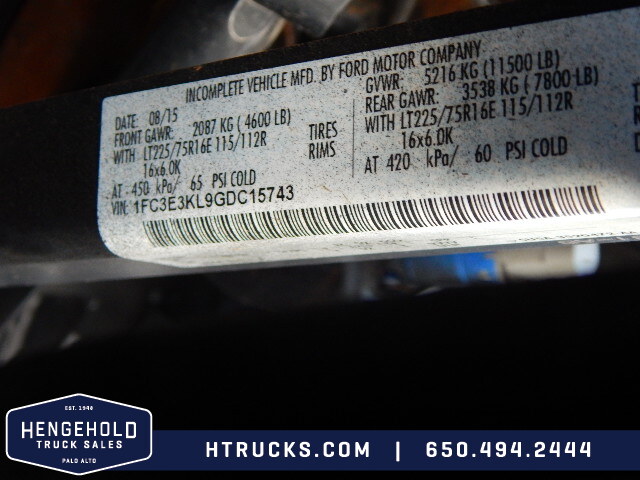 INCOMPLETE VEHICLE MFD. BY FORD MOTOR COMPANY
DATE: 08/15
GVWR: 5216 KG (11500 LB)
FRONT GAWR: 2087 KG ( 4600 LB)
REAR GAWR: 3538 KG ( 7800 LB)
WITH LT225/75R16E 115/112R TIRES
WITH LT225/75R16E 115/112R
16x6.0K RIMS
16x6.0K
AT 450 kPa/ 65 PSI COLD
AT 420 kPa/ 60 PSI COLD
VIN: 1FC3E3KL9GDC15743
EST. 1940
HENGEHOLD
TRUCK SALES
PALO ALTO
HTRUCKS.COM | 650.494.2444